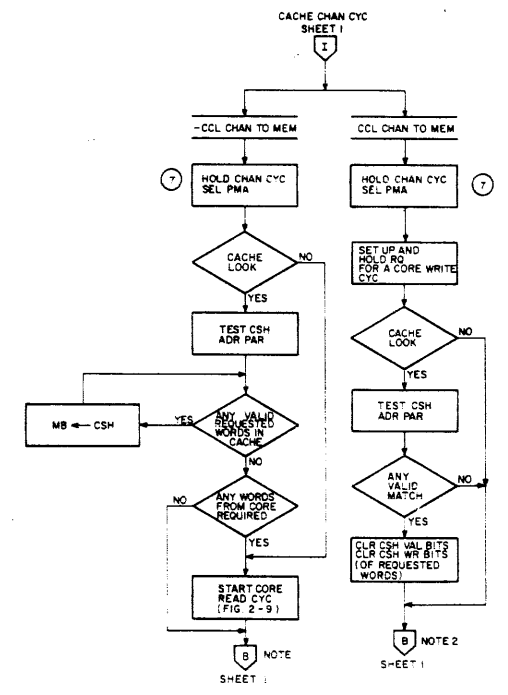 CACHE CHAN CYC
SHEET 1
I
-CCL CHAN TO MEM
CCL CHAN TO MEM
7
HOLD CHAN CYC
SEL PMA
HOLD CHAN CYC
SEL PMA
7
CACHE
LOOK
NO
YES
SET UP AND
HOLD RQ
FOR A CORE WRITE
CYC
TEST CSH
ADR PAR
CACHE
LOOK
NO
YES
MB ← CSH
YES
ANY VALID
REQUESTED
WORDS IN
CACHE
NO
TEST CSH
ADR PAR
NO
ANY WORDS
FROM CORE
REQUIRED
YES
ANY
VALID
MATCH
NO
YES
START CORE
READ CYC
(FIG. 2-9)
CLR CSH VAL BITS
CLR CSH WR BITS
(OF REQUESTED
WORDS)
B
NOTE
SHEET 1
B
NOTE 2
SHEET 1